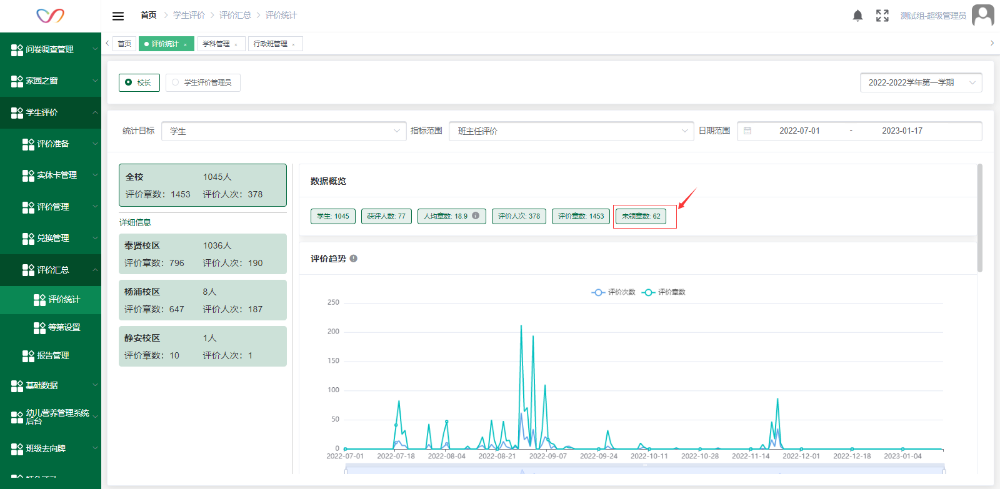 首页
学生评价
评价汇总
评价统计
测试组-超级管理员
首页
评价统计 ×
学科管理 ×
行政班管理 ×
问卷调查管理
家园之窗
学生评价
评价准备
实体卡管理
评价管理
兑换管理
评价汇总
评价统计
等第设置
报告管理
基础数据
幼儿营养管理系统
后台
班级去向牌
校长
学生评价管理员
2022-2022学年第一学期
统计目标
学生
指标范围
班主任评价
日期范围
2022-07-01 - 2023-01-17
全校 1045人
评价章数：1453 评价人次：378
详细信息
奉贤校区 1036人
评价章数：796 评价人次：190
杨浦校区 8人
评价章数：647 评价人次：187
静安校区 1人
评价章数：10 评价人次：1
数据概览
学生: 1045
获评人数: 77
人均章数: 18.9
评价人次: 378
评价章数: 1453
未领章数: 62
评价趋势
评价次数 评价章数
250
200
150
100
50
0
2022-07-01 2022-07-18 2022-08-04 2022-08-21 2022-09-07 2022-09-24 2022-10-11 2022-10-28 2022-11-14 2022-12-01 2022-12-18 2023-01-04